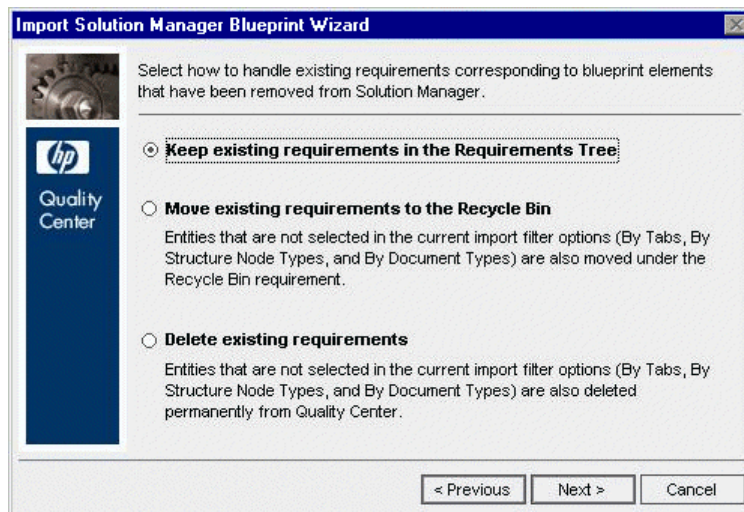 Import Solution Manager Blueprint Wizard
Select how to handle existing requirements corresponding to blueprint elements
that have been removed from Solution Manager.
hp
Quality
Center
Keep existing requirements in the Requirements Tree
Move existing requirements to the Recycle Bin
Entities that are not selected in the current import filter options (By Tabs, By
Structure Node Types, and By Document Types) are also moved under the
Recycle Bin requirement.
Delete existing requirements
Entities that are not selected in the current import filter options (By Tabs, By
Structure Node Types, and By Document Types) are also deleted
permanently from Quality Center.
< Previous
Next >
Cancel